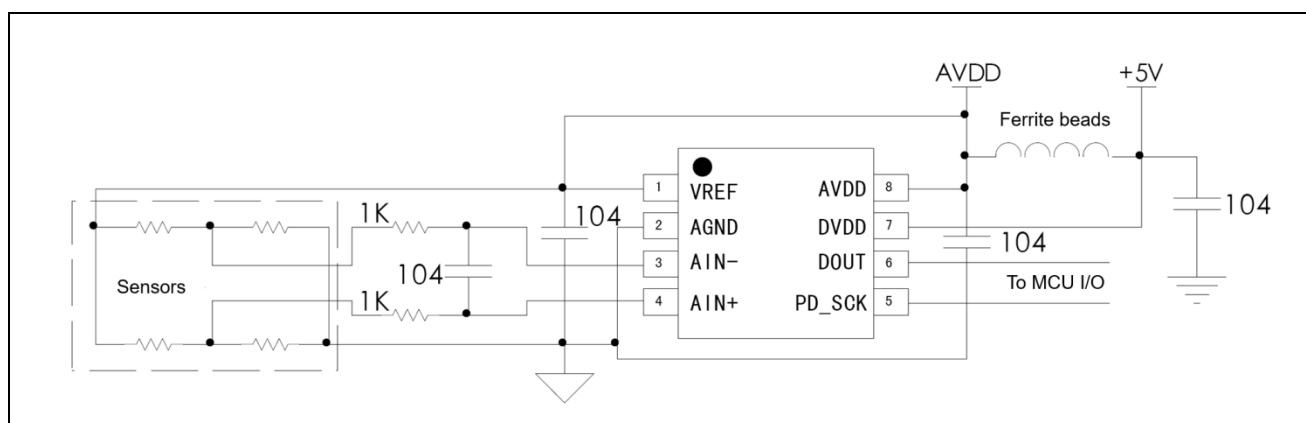 AVDD
+5V
Ferrite beads
104
1 VREF AVDD 8
2 AGND DVDD 7
3 AIN- DOUT 6
4 AIN+ PD_SCK 5
1K
104
1K
104
104
Sensors
To MCU I/O